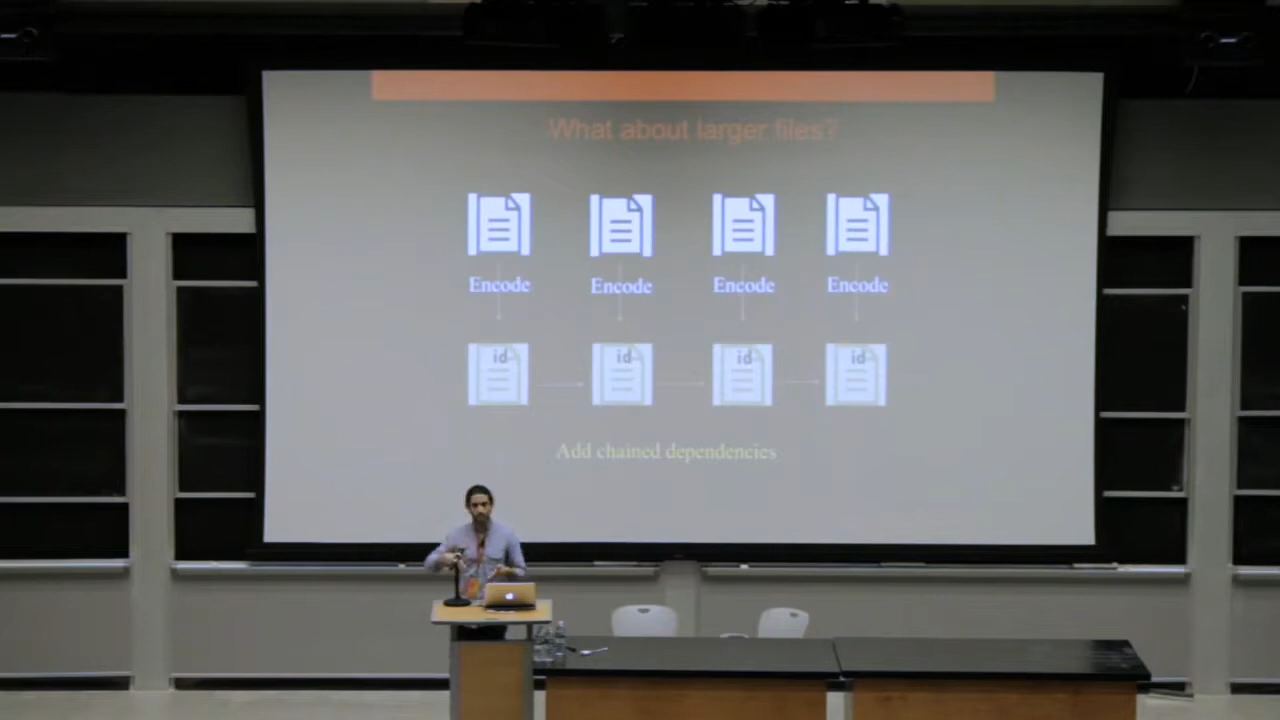 What about larger files?
Encode Encode Encode Encode
id id id id
Add chained dependencies